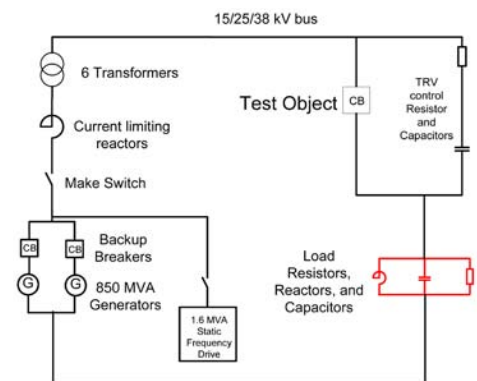 15/25/38 kV bus
6 Transformers
Current limiting
reactors
Make Switch
Backup
Breakers
CB
CB
G
G
850 MVA
Generators
1.6 MVA
Static
Frequency
Drive
Test Object
CB
TRV
control
Resistor
and
Capacitors
Load
Resistors,
Reactors, and
Capacitors